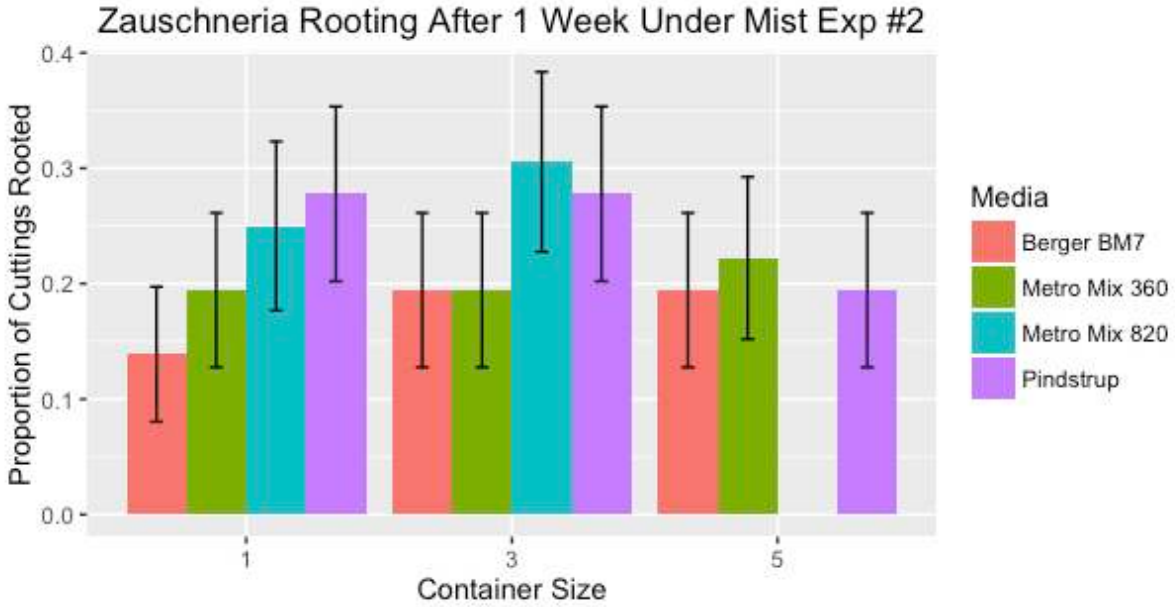 Zauschneria Rooting After 1 Week Under Mist Exp #2
0.4
0.3
0.2
0.1
0.0
Proportion of Cuttings Rooted
1
3
5
Container Size
Media
Berger BM7
Metro Mix 360
Metro Mix 820
Pindstrup